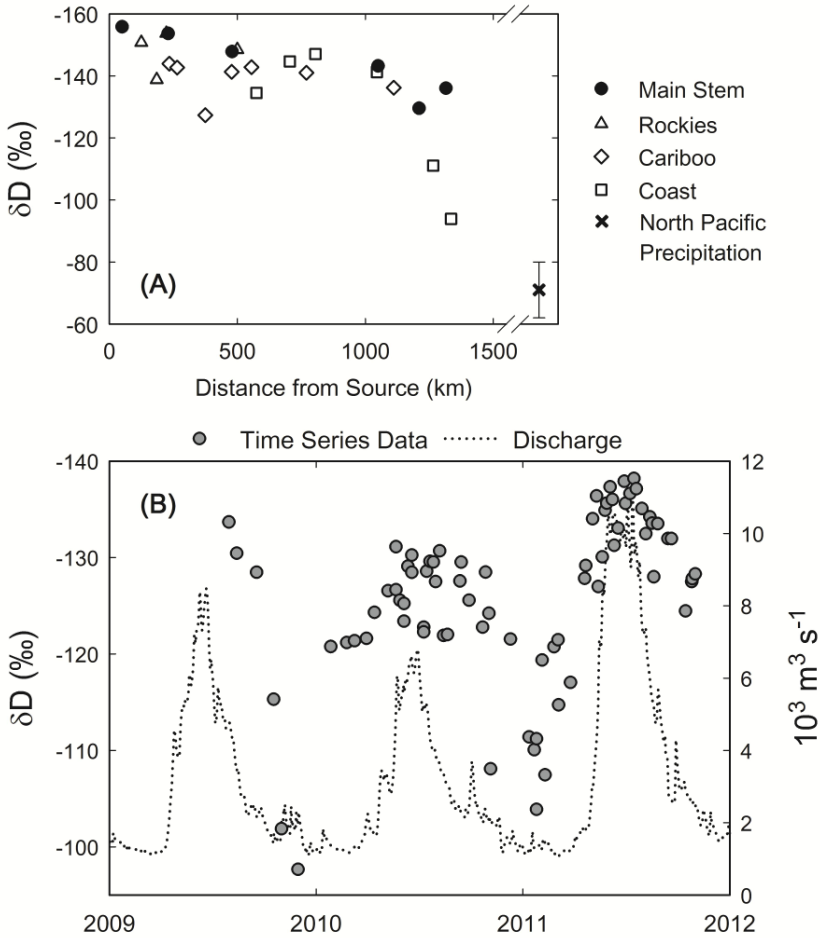 -160
-140
-120
-100
-80
-60
δD (‰)
(A)
0 500 1000 1500
Distance from Source (km)
Main Stem
Rockies
Cariboo
Coast
North Pacific
Precipitation
Time Series Data Discharge
-140
-130
-120
-110
-100
δD (‰)
(B)
12
10
8
6
4
2
0
10³ m³ s⁻¹
2009 2010 2011 2012